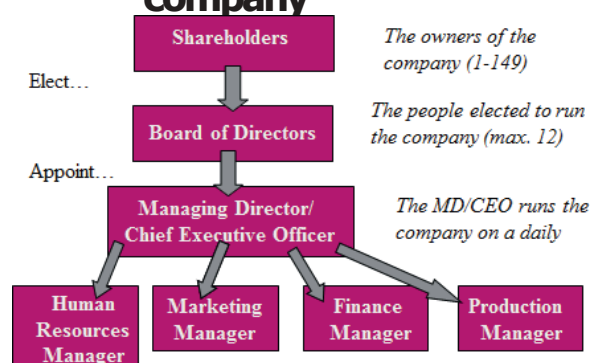 company
Shareholders
The owners of the
company (1-149)
Elect…
The people elected to run
the company (max. 12)
Board of Directors
Appoint…
Managing Director/
Chief Executive Officer
The MD/CEO runs the
company on a daily
Human
Resources
Manager
Marketing
Manager
Finance
Manager
Production
Manager